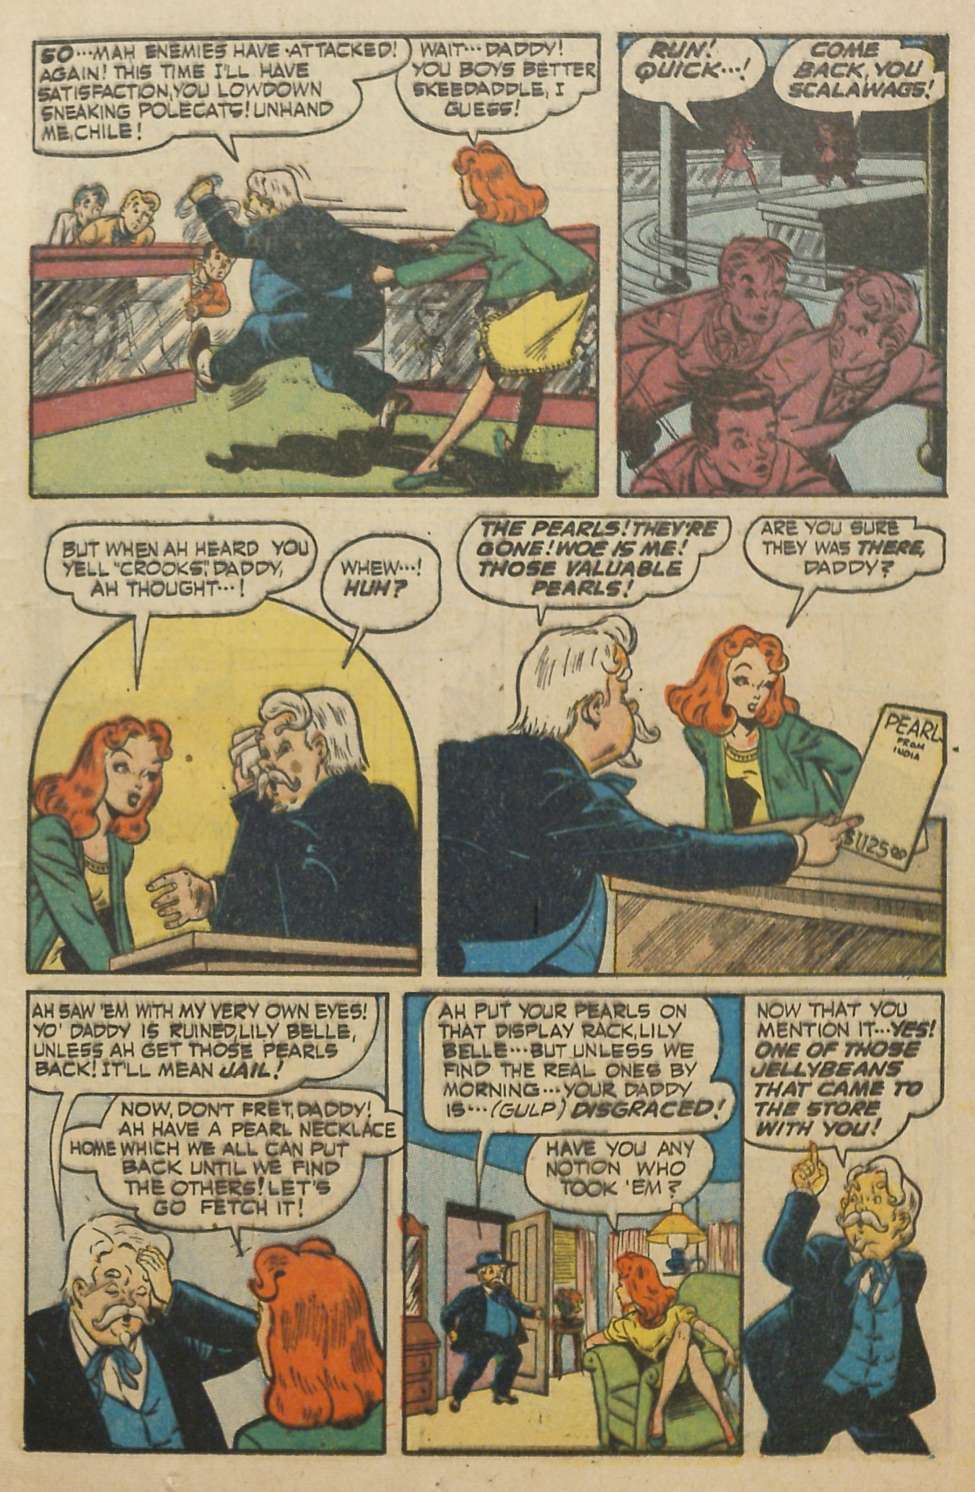 SO---MAH ENEMIES HAVE ATTACKED!
AGAIN! THIS TIME I'LL HAVE
SATISFACTION, YOU LOWDOWN
SNEAKING POLECATS! UNHAND
ME, CHILE!
WAIT---DADDY!
YOU BOYS BETTER
SKEEDADDLE, I
GUESS!
RUN!
QUICK---!
COME
BACK, YOU
SCALAWAGS!
BUT WHEN AH HEARD YOU
YELL "CROOKS," DADDY,
AH THOUGHT---!
WHEW---!
HUH?
THE PEARLS! THEY'RE
GONE! WOE IS ME!
THOSE VALUABLE
PEARLS!
ARE YOU SURE
THEY WAS THERE,
DADDY?
PEARL
FROM
INDIA
$1,125.00
AH SAW 'EM WITH MY VERY OWN EYES!
YO' DADDY IS RUINED, LILY BELLE,
UNLESS AH GET THOSE PEARLS
BACK! IT'LL MEAN JAIL!
NOW, DON'T FRET, DADDY!
AH HAVE A PEARL NECKLACE
HOME WHICH WE ALL CAN PUT
BACK UNTIL WE FIND
THE OTHERS! LET'S
GO FETCH IT!
AH PUT YOUR PEARLS ON
THAT DISPLAY RACK, LILY
BELLE---BUT UNLESS WE
FIND THE REAL ONES BY
MORNING---YOUR DADDY
IS---(GULP) DISGRACED!
HAVE YOU ANY
NOTION WHO
TOOK 'EM?
NOW THAT YOU
MENTION IT---YES!
ONE OF THOSE
JELLYBEANS
THAT CAME TO
THE STORE
WITH YOU!